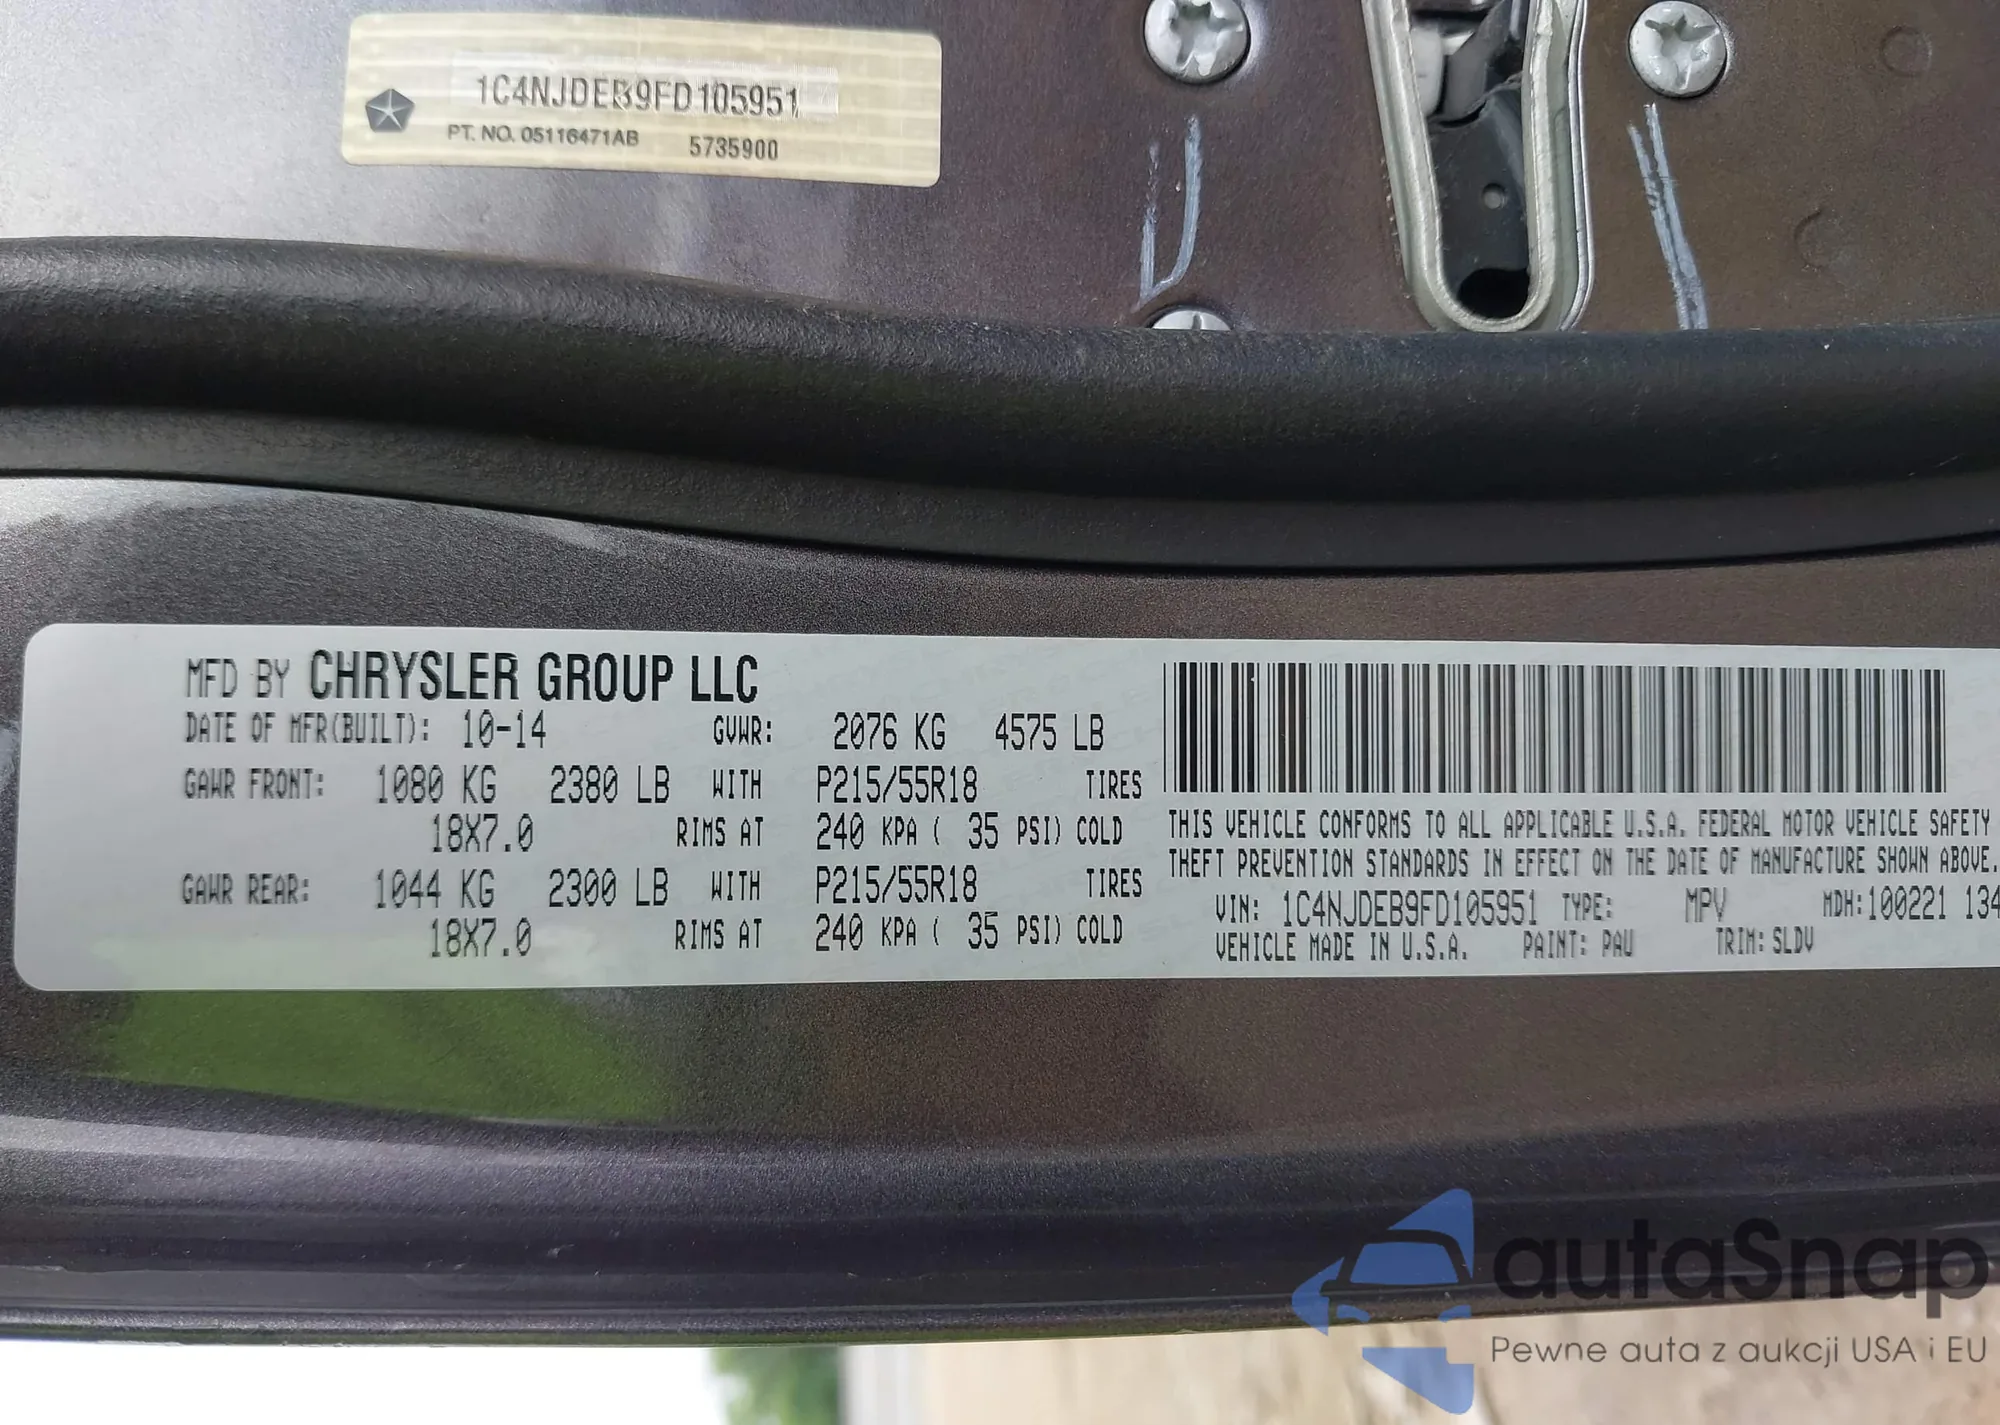 1C4NJDEB9FD105951
PT. NO. 05116471AB 5735900
MFD BY CHRYSLER GROUP LLC
DATE OF MFR(BUILT): 10-14 GVWR: 2076 KG 4575 LB
GAWR FRONT: 1080 KG 2380 LB WITH P215/55R18 TIRES
18X7.0 RIMS AT 240 KPA ( 35 PSI) COLD
GAWR REAR: 1044 KG 2300 LB WITH P215/55R18 TIRES
18X7.0 RIMS AT 240 KPA ( 35 PSI) COLD
THIS VEHICLE CONFORMS TO ALL APPLICABLE U.S.A. FEDERAL MOTOR VEHICLE SAFETY
THEFT PREVENTION STANDARDS IN EFFECT ON THE DATE OF MANUFACTURE SHOWN ABOVE.
VIN: 1C4NJDEB9FD105951 TYPE: MPV MDH:100221 134
VEHICLE MADE IN U.S.A. PAINT: PAU TRIM: SLDV
autaSnap
Pewne auta z aukcji USA i EU